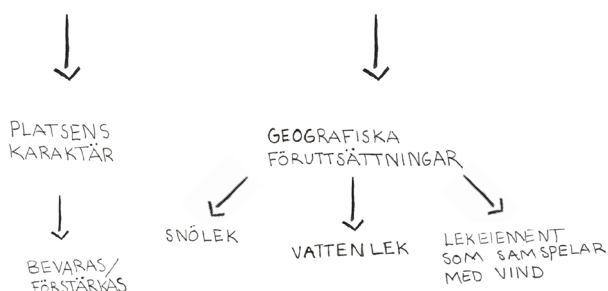 PLATSENS
KARAKTÄR
GEOGRAFISKA
FÖRUTTSÄTTNINGAR
SNÖLEK
VATTENLEK
LEKELEMENT
SOM SAMSPELAR
MED VIND
BEVARAS/
FÖRSTÄRKAS